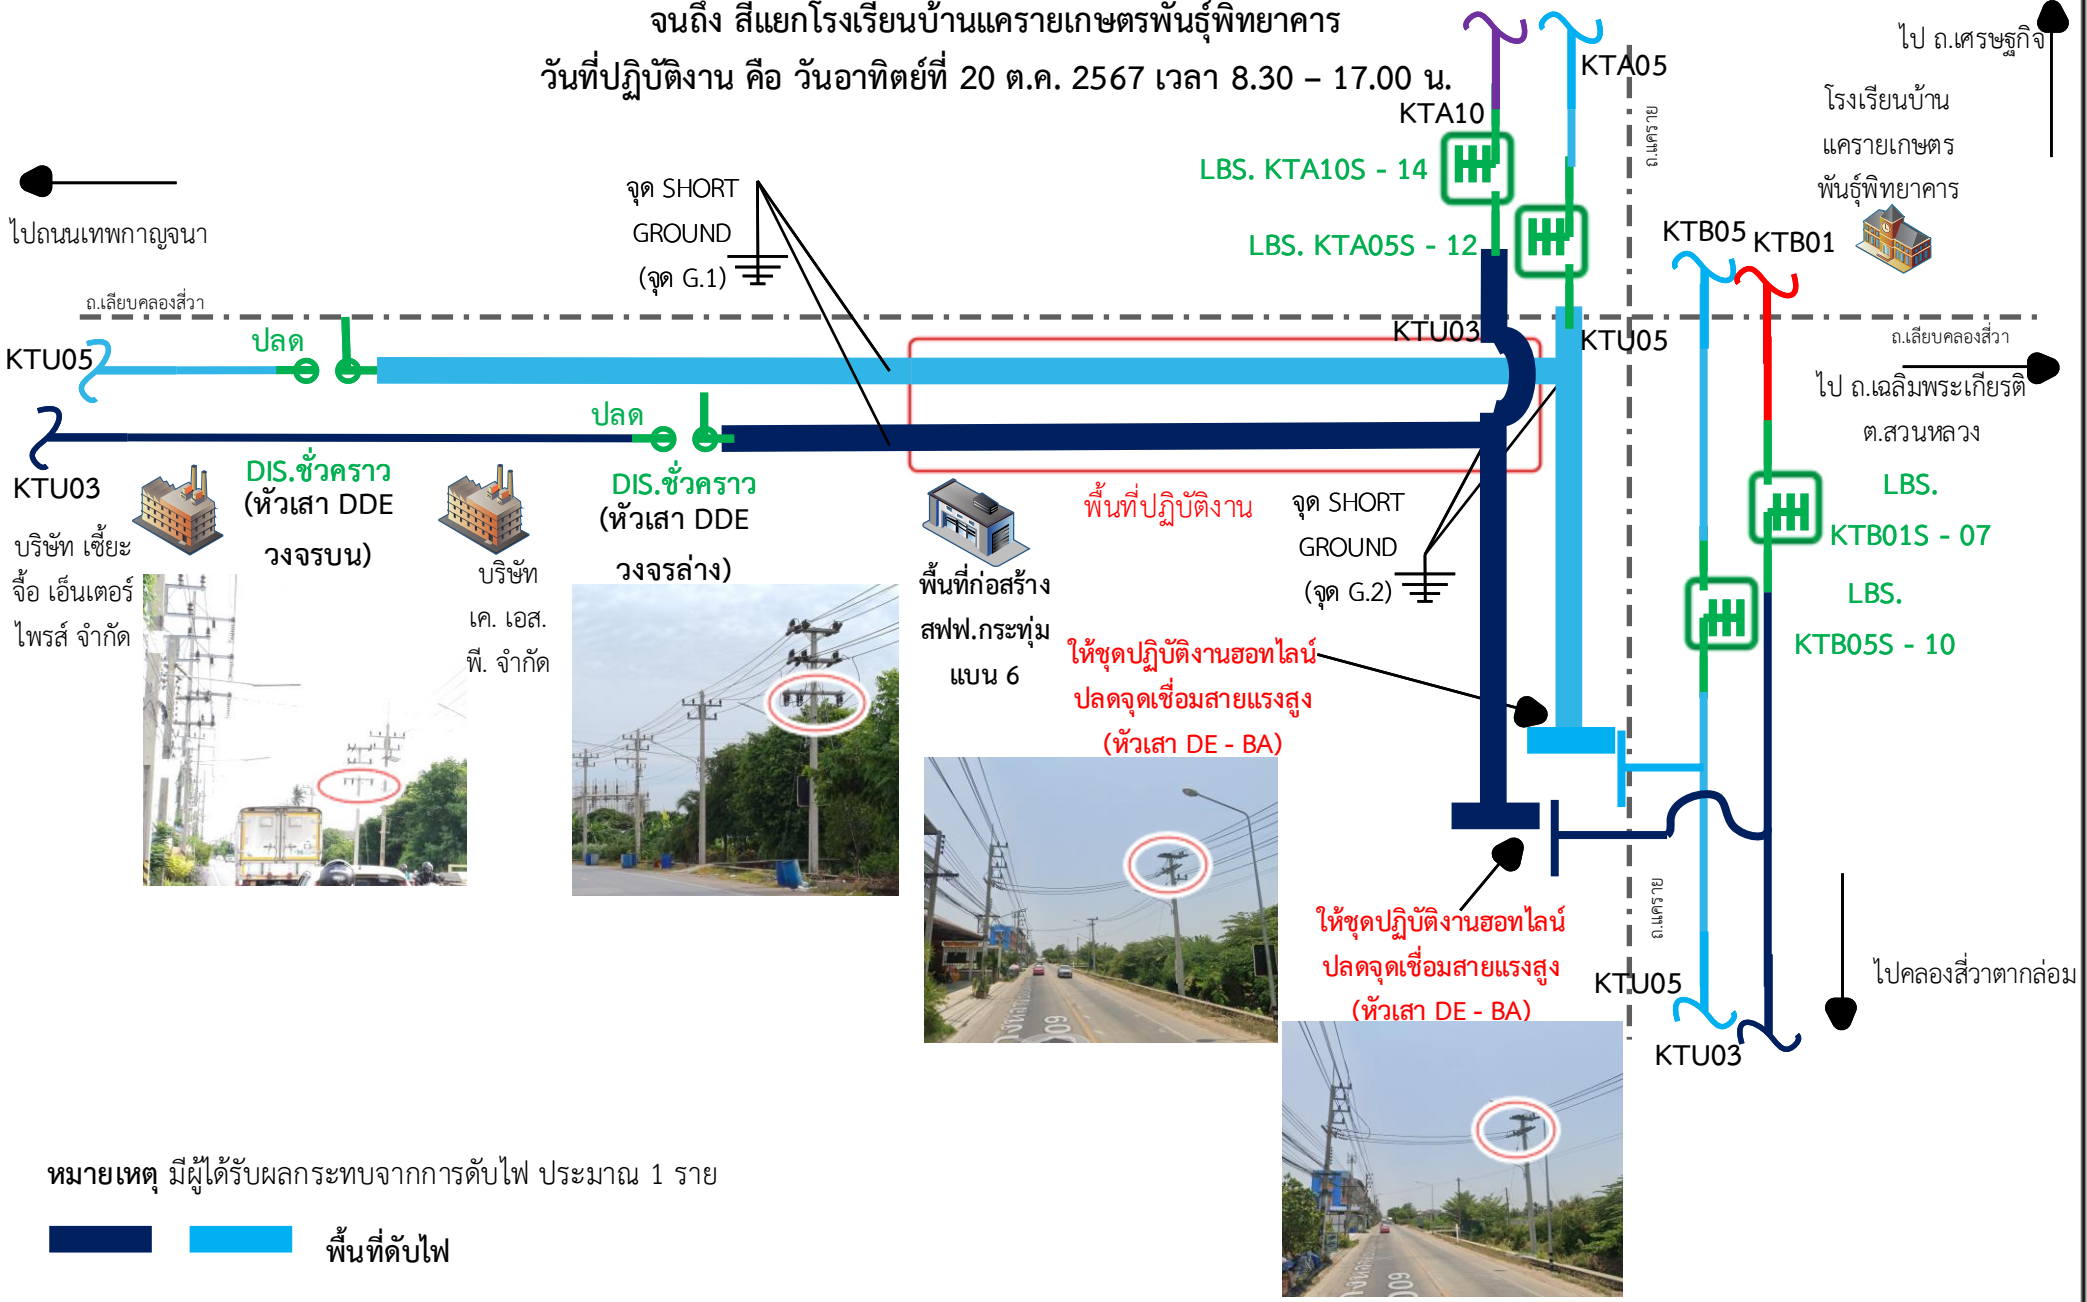 จนถึง สี่แยกโรงเรียนบ้านแครายเกษตรพันธุ์พิทยาคาร
วันที่ปฏิบัติงาน คือ วันอาทิตย์ที่ 20 ต.ค. 2567 เวลา 8.30 – 17.00 น.
ไป ถ.เศรษฐกิจ
KTA05
KTA10
ถ.แคราย
โรงเรียนบ้าน
แครายเกษตร
พันธุ์พิทยาคาร
LBS. KTA10S - 14
LBS. KTA05S - 12
ไปถนนเทพกาญจนา
จุด SHORT
GROUND
(จุด G.1)
KTB05
KTB01
ถ.เลียบคลองสี่วา
ปลด
KTU05
KTU03
KTU05
ถ.เลียบคลองสี่วา
ไป ถ.เฉลิมพระเกียรติ
ต.สวนหลวง
ปลด
KTU03
DIS.ชั่วคราว
(หัวเสา DDE
วงจรบน)
DIS.ชั่วคราว
(หัวเสา DDE
วงจรล่าง)
พื้นที่ปฏิบัติงาน
จุด SHORT
GROUND
(จุด G.2)
LBS.
KTB01S - 07
LBS.
KTB05S - 10
บริษัท เซี้ยะ
จื้อ เอ็นเตอร์
ไพรส์ จำกัด
บริษัท
เค. เอส.
พี. จำกัด
พื้นที่ก่อสร้าง
สฟฟ.กระทุ่ม
แบน 6
ให้ชุดปฏิบัติงานฮอทไลน์
ปลดจุดเชื่อมสายแรงสูง
(หัวเสา DE - BA)
ให้ชุดปฏิบัติงานฮอทไลน์
ปลดจุดเชื่อมสายแรงสูง
(หัวเสา DE - BA)
ถ.แคราย
KTU05
KTU03
ไปคลองสี่วาตากล่อม
หมายเหตุ มีผู้ได้รับผลกระทบจากการดับไฟ ประมาณ 1 ราย
พื้นที่ดับไฟ